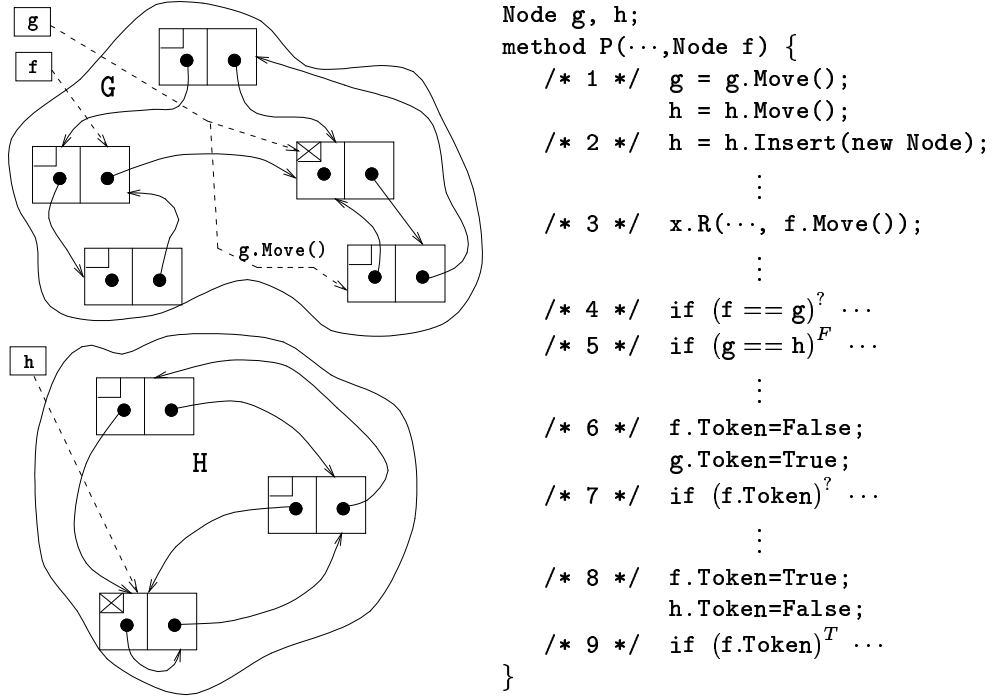 g
f
G
g.Move()
h
H
Node g, h;
method P(⋯,Node f) {
/* 1 */ g = g.Move();
h = h.Move();
/* 2 */ h = h.Insert(new Node);
⋮
/* 3 */ x.R(⋯, f.Move());
⋮
/* 4 */ if (f == g)^? ⋯
/* 5 */ if (g == h)^F ⋯
⋮
/* 6 */ f.Token=False;
g.Token=True;
/* 7 */ if (f.Token)^? ⋯
⋮
/* 8 */ f.Token=True;
h.Token=False;
/* 9 */ if (f.Token)^T ⋯
}